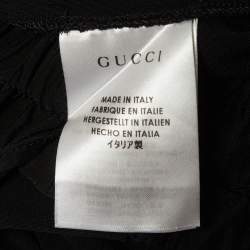 GUCCI
MADE IN ITALY
FABRIQUE EN ITALIE
HERGESTELLT IN ITALIEN
HECHO EN ITALIA
イタリア製